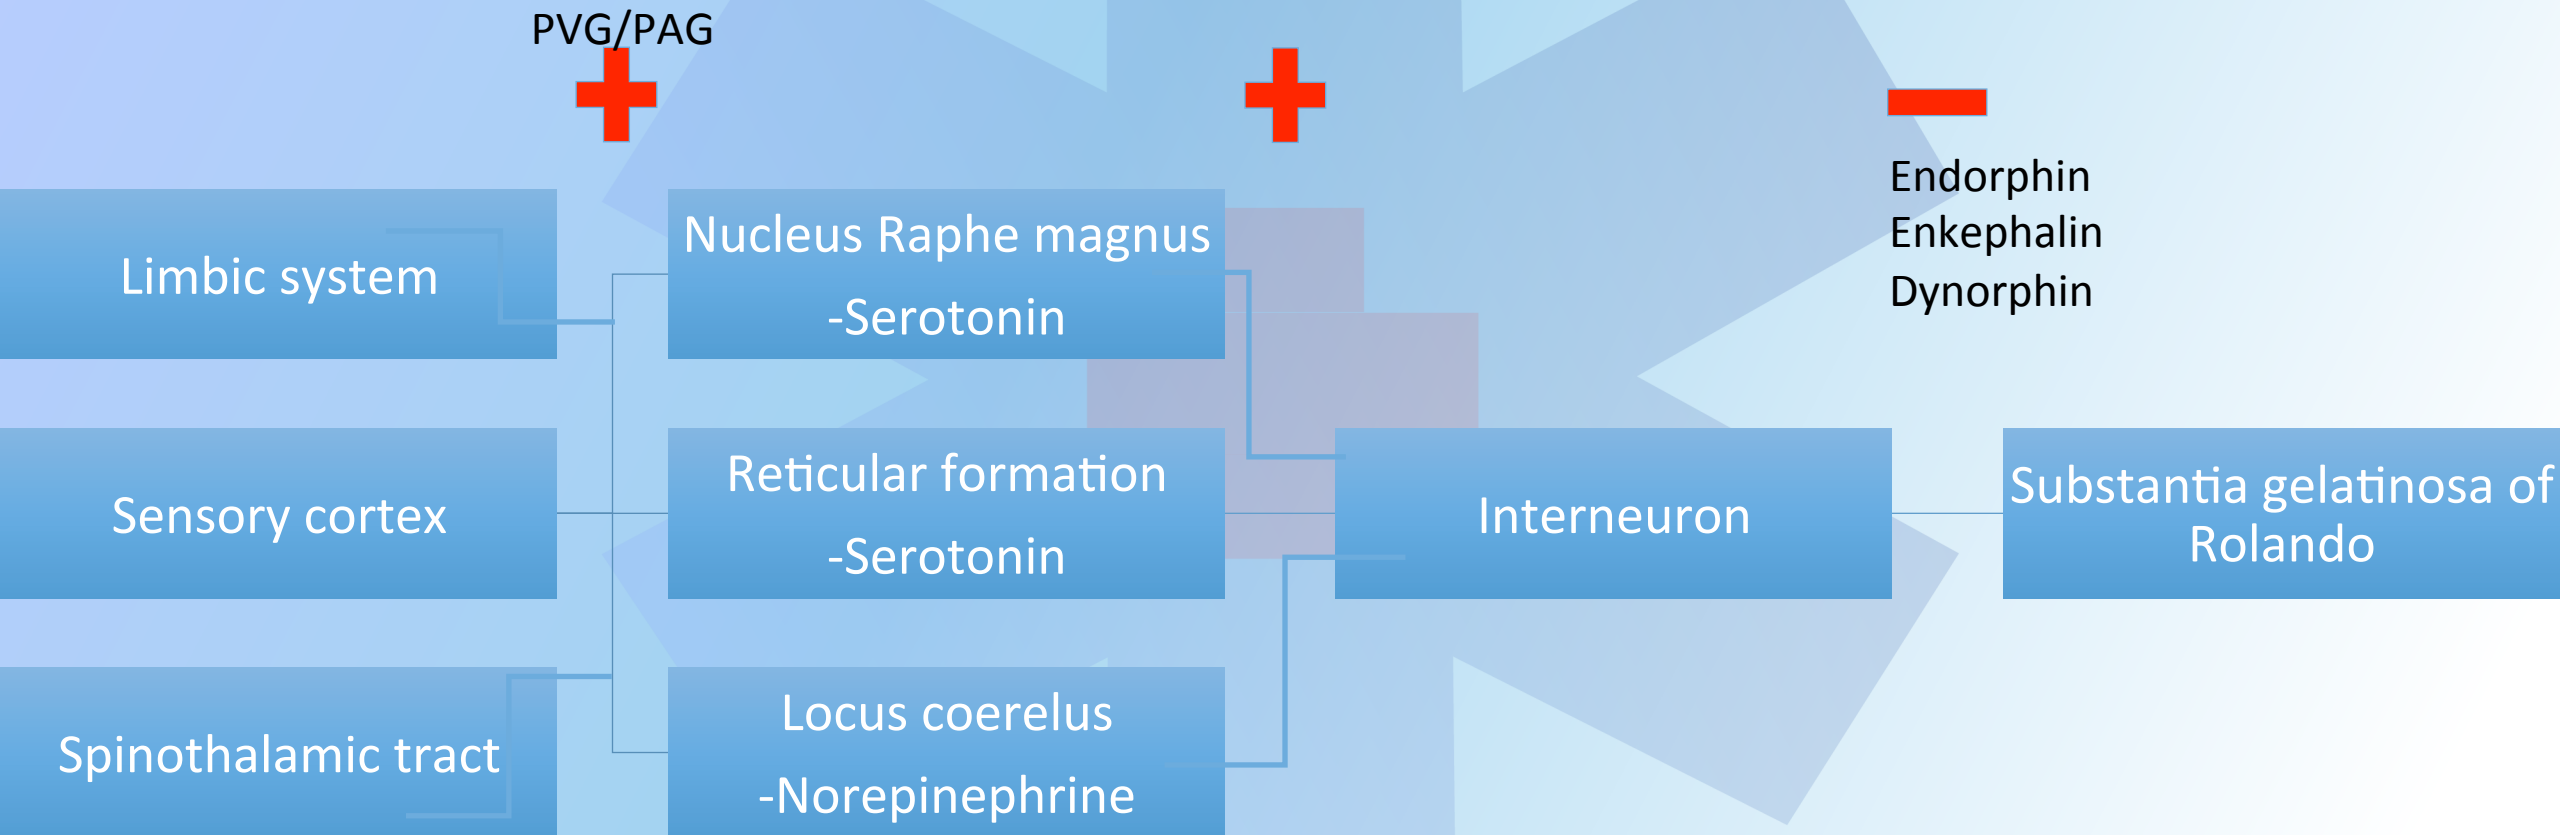 PVG/PAG
Limbic system
Sensory cortex
Spinothalamic tract
Nucleus Raphe magnus
-Serotonin
Reticular formation
-Serotonin
Locus coerelus
-Norepinephrine
Interneuron
Endorphin
Enkephalin
Dynorphin
Substantia gelatinosa of
Rolando